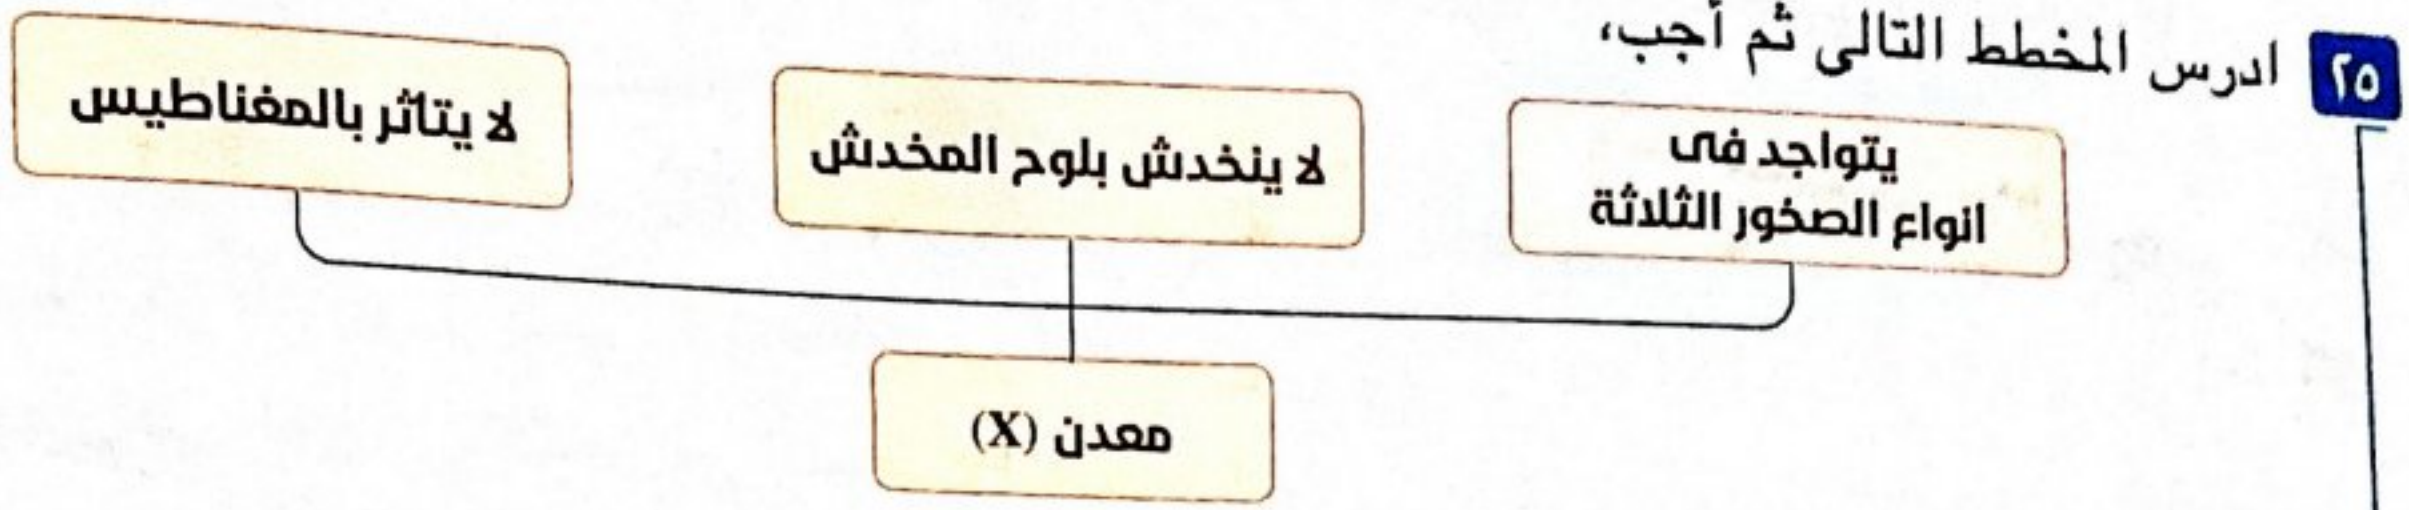 ٢٥ ادرس المخطط التالى ثم أجب،
يتواجد فى
انواع الصخور الثلاثة
لا ينخدش بلوح المخدش
لا يتاثر بالمغناطيس
معدن (X)